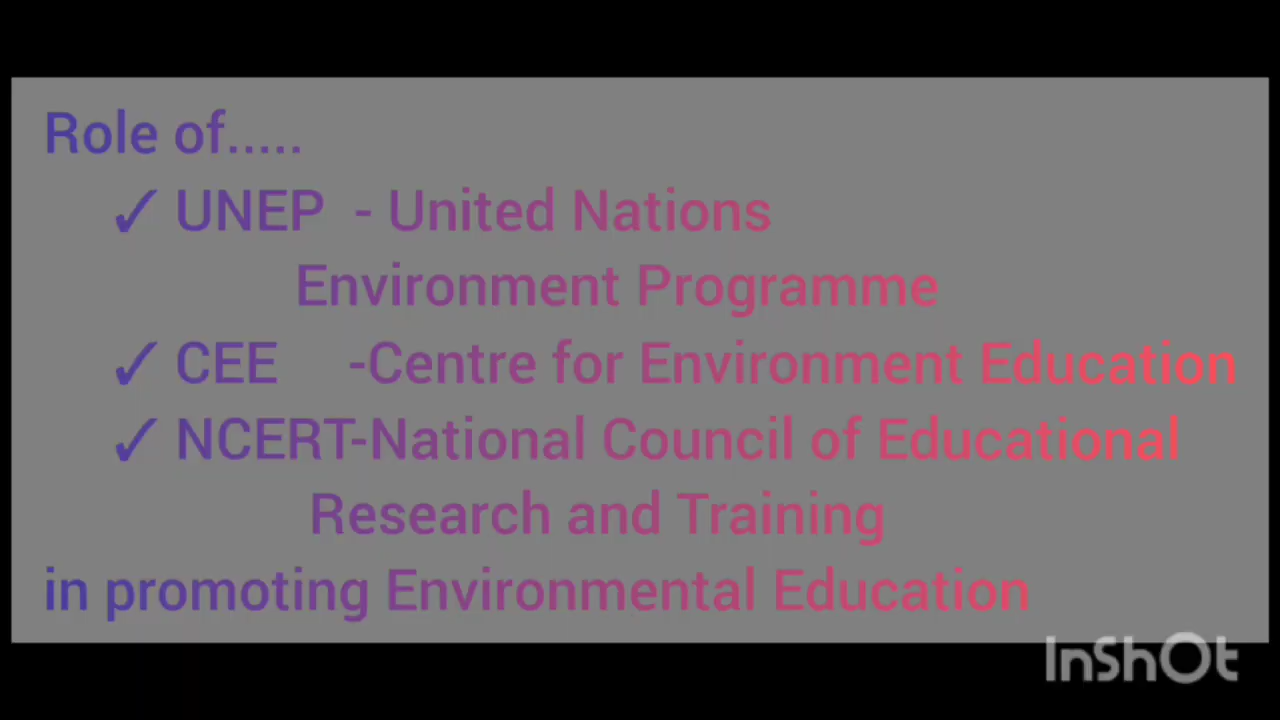 Role of.....
✓ UNEP - United Nations
Environment Programme
✓ CEE -Centre for Environment Education
✓ NCERT-National Council of Educational
Research and Training
in promoting Environmental Education
InShOt